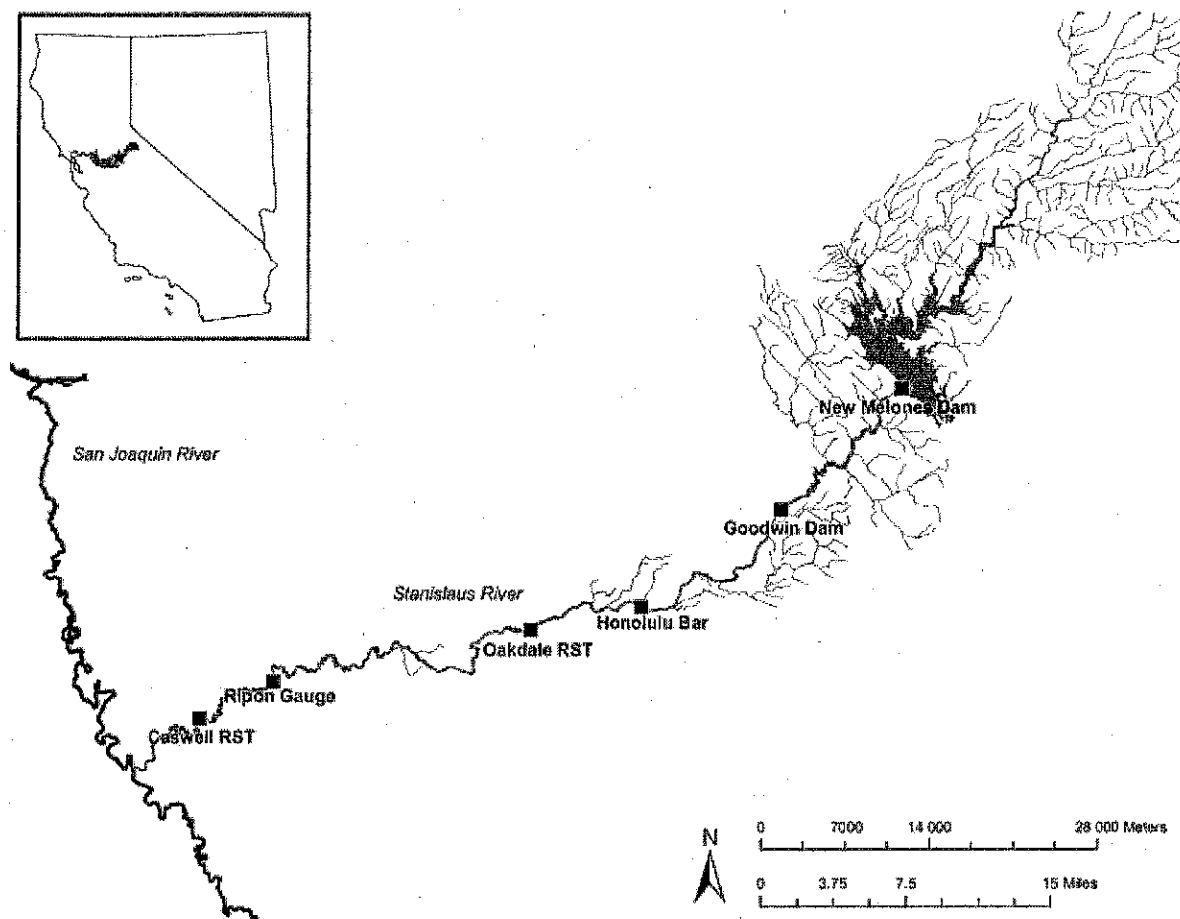 San Joaquin River
New Melones Dam
Goodwin Dam
Stanislaus River
Honolulu Bar
Oakdale RST
Ripon Gauge
Caswell RST
N
0 7000 14 000 28 000 Meters
0 3.75 7.5 15 Miles